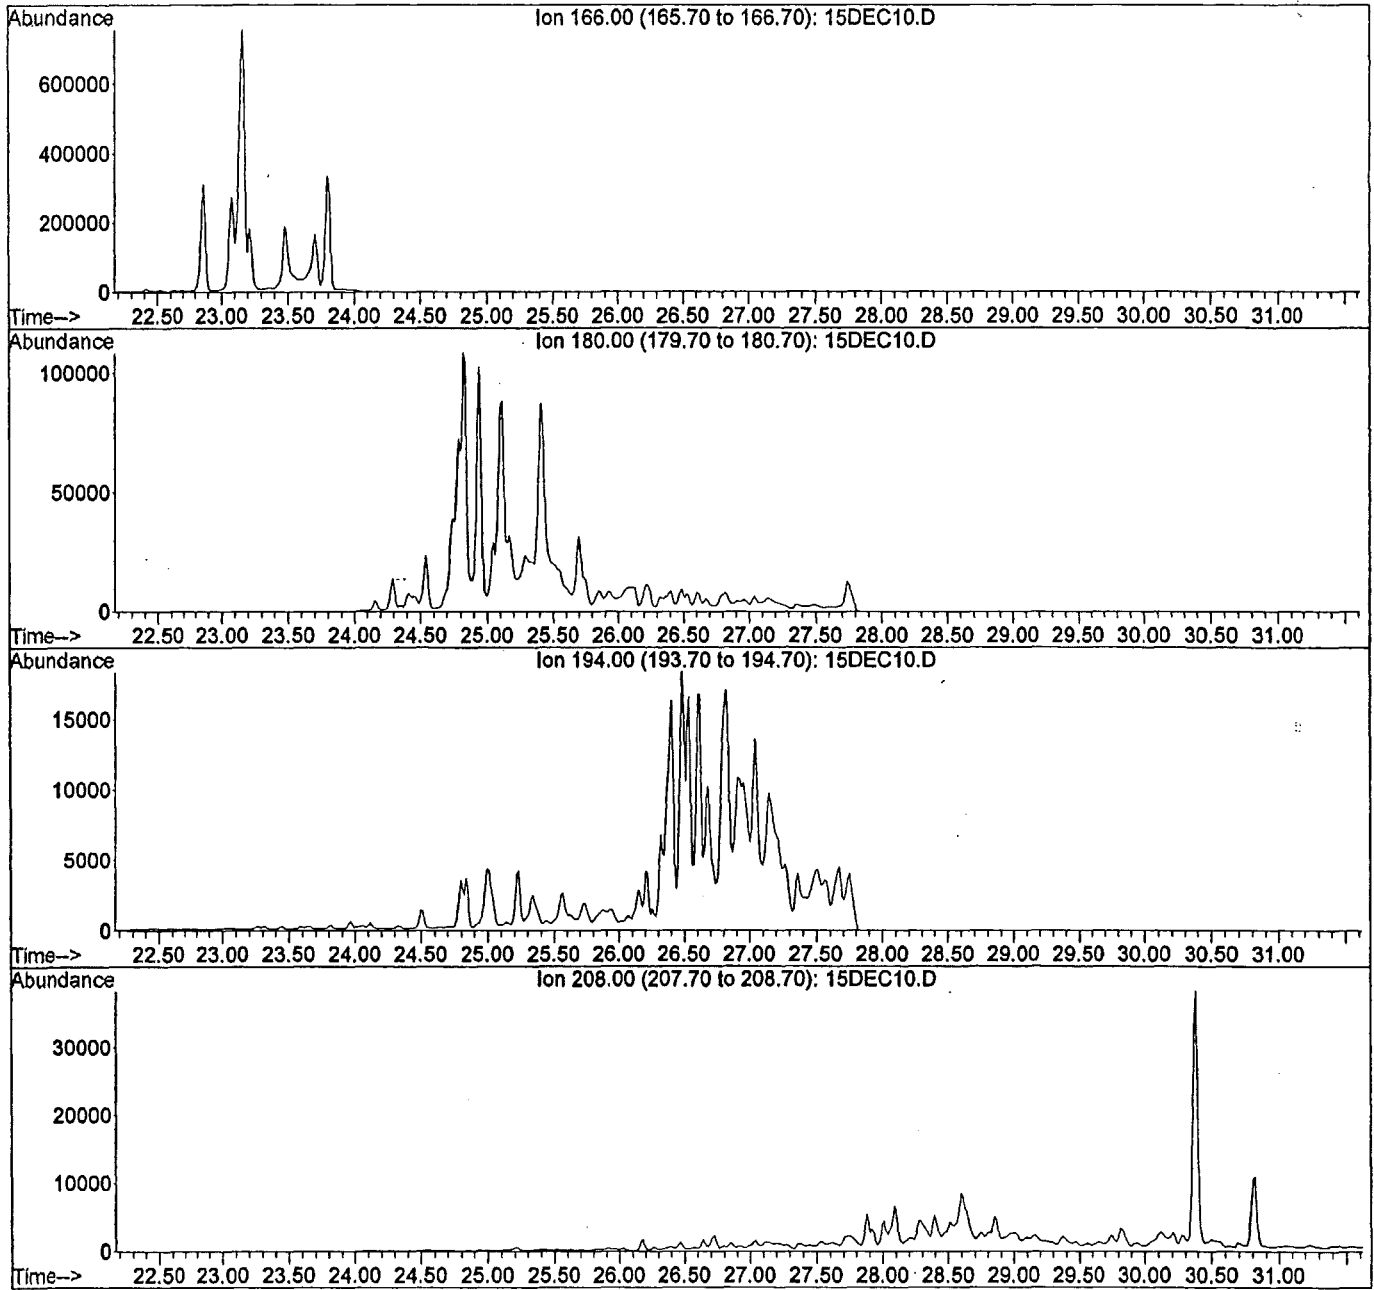 Abundance
Ion 166.00 (165.70 to 166.70): 15DEC10.D
600000
400000
200000
0
Time--> 22.50 23.00 23.50 24.00 24.50 25.00 25.50 26.00 26.50 27.00 27.50 28.00 28.50 29.00 29.50 30.00 30.50 31.00
Abundance
Ion 180.00 (179.70 to 180.70): 15DEC10.D
100000
50000
0
Time--> 22.50 23.00 23.50 24.00 24.50 25.00 25.50 26.00 26.50 27.00 27.50 28.00 28.50 29.00 29.50 30.00 30.50 31.00
Abundance
Ion 194.00 (193.70 to 194.70): 15DEC10.D
15000
10000
5000
0
Time--> 22.50 23.00 23.50 24.00 24.50 25.00 25.50 26.00 26.50 27.00 27.50 28.00 28.50 29.00 29.50 30.00 30.50 31.00
Abundance
Ion 208.00 (207.70 to 208.70): 15DEC10.D
30000
20000
10000
0
Time--> 22.50 23.00 23.50 24.00 24.50 25.00 25.50 26.00 26.50 27.00 27.50 28.00 28.50 29.00 29.50 30.00 30.50 31.00